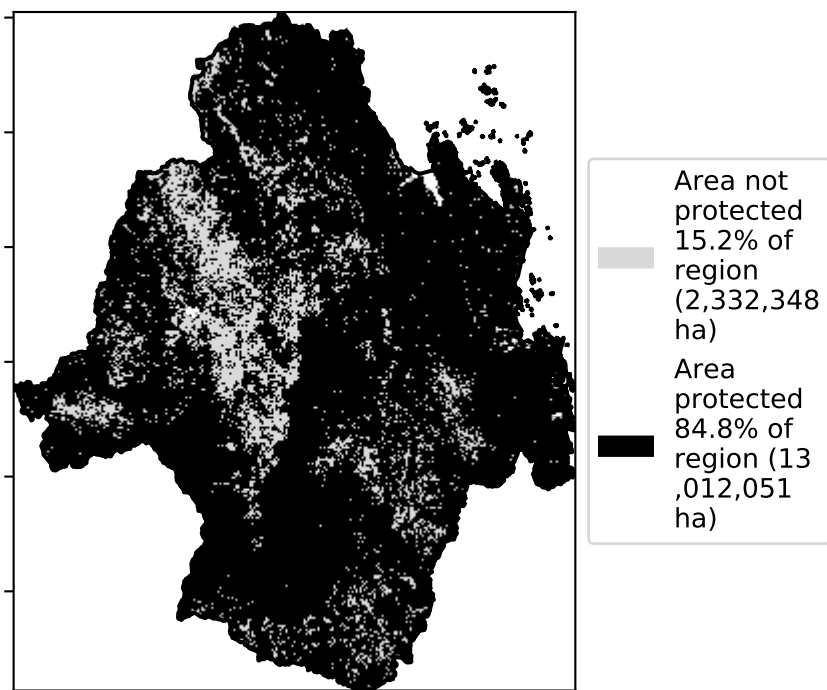 Area not
protected
15.2% of
region
(2,332,348
ha)
Area
protected
84.8% of
region (13
,012,051
ha)